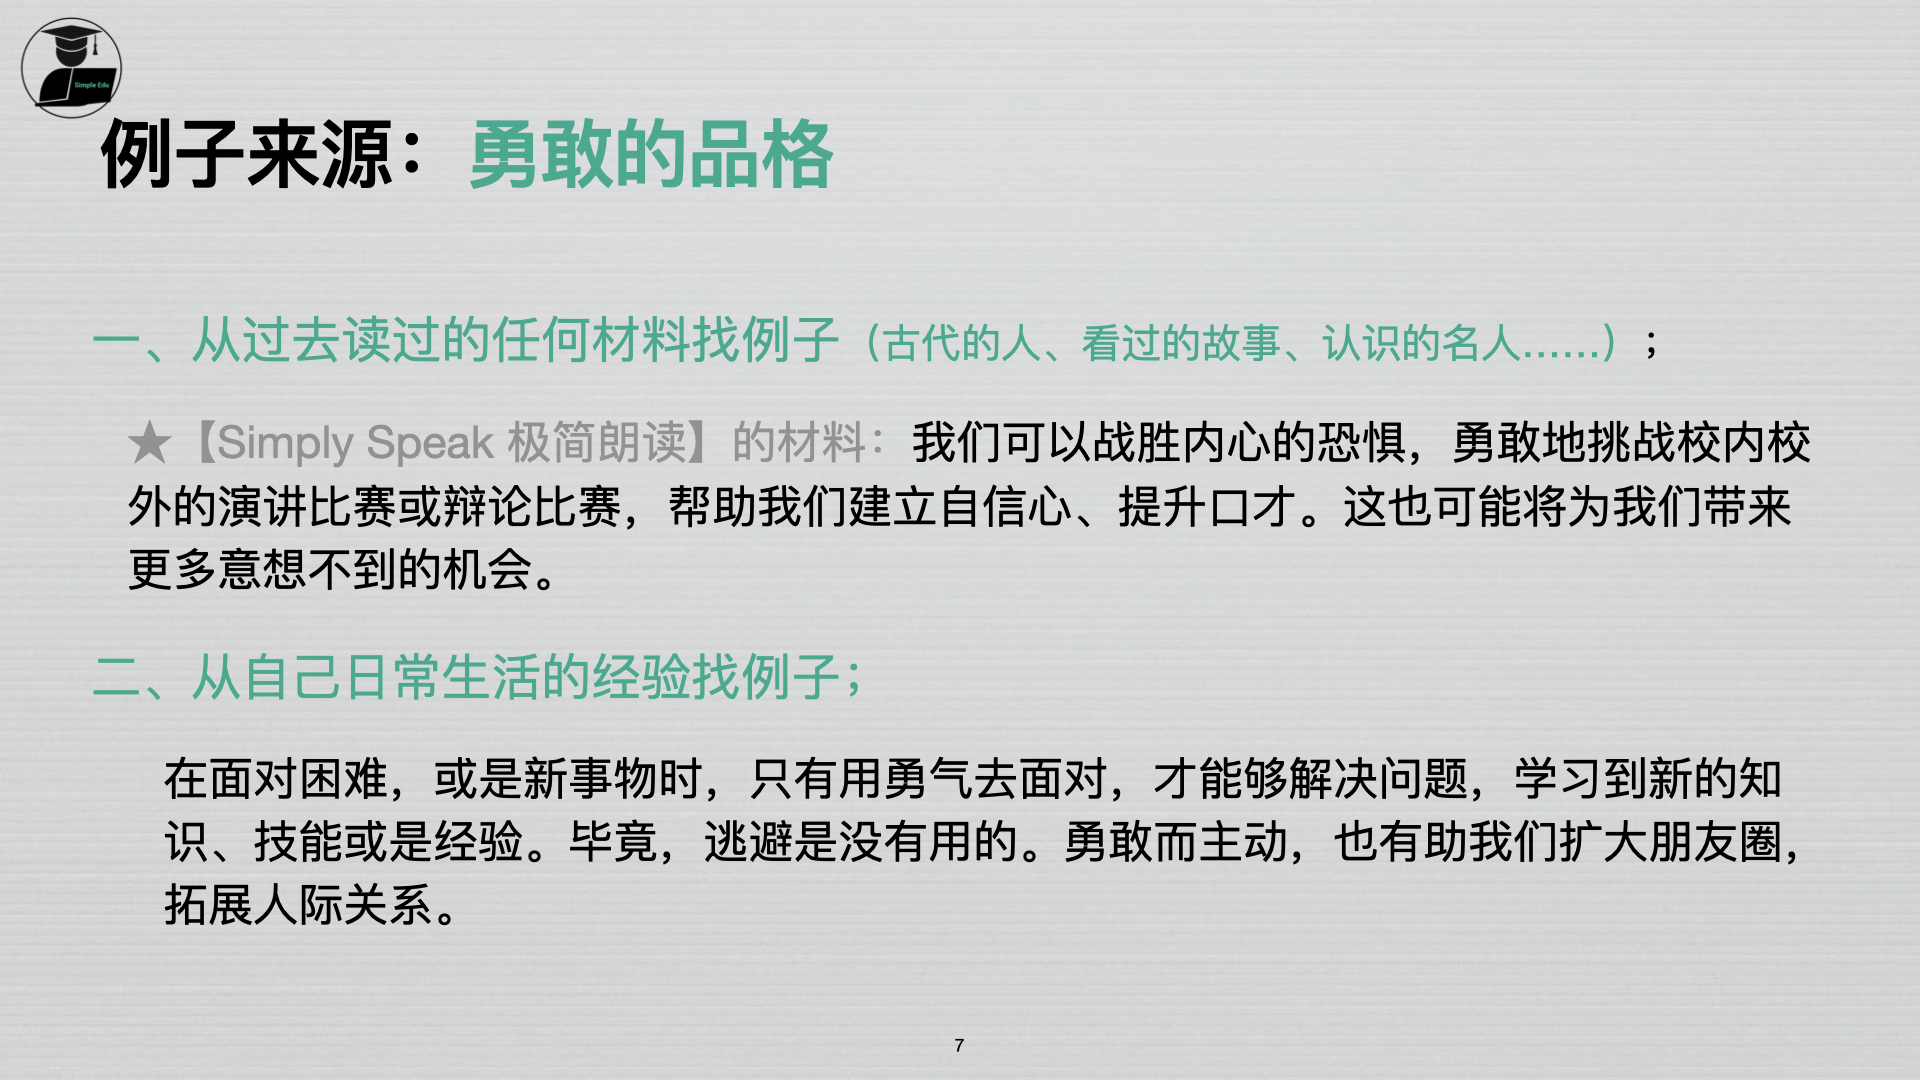 Simple Edu
例子来源：勇敢的品格
一、从过去读过的任何材料找例子（古代的人、看过的故事、认识的名人......）；
★【Simply Speak 极简朗读】的材料：我们可以战胜内心的恐惧，勇敢地挑战校内校
外的演讲比赛或辩论比赛，帮助我们建立自信心、提升口才。这也可能将为我们带来
更多意想不到的机会。
二、从自己日常生活的经验找例子；
在面对困难，或是新事物时，只有用勇气去面对，才能够解决问题，学习到新的知
识、技能或是经验。毕竟，逃避是没有用的。勇敢而主动，也有助我们扩大朋友圈，
拓展人际关系。
7